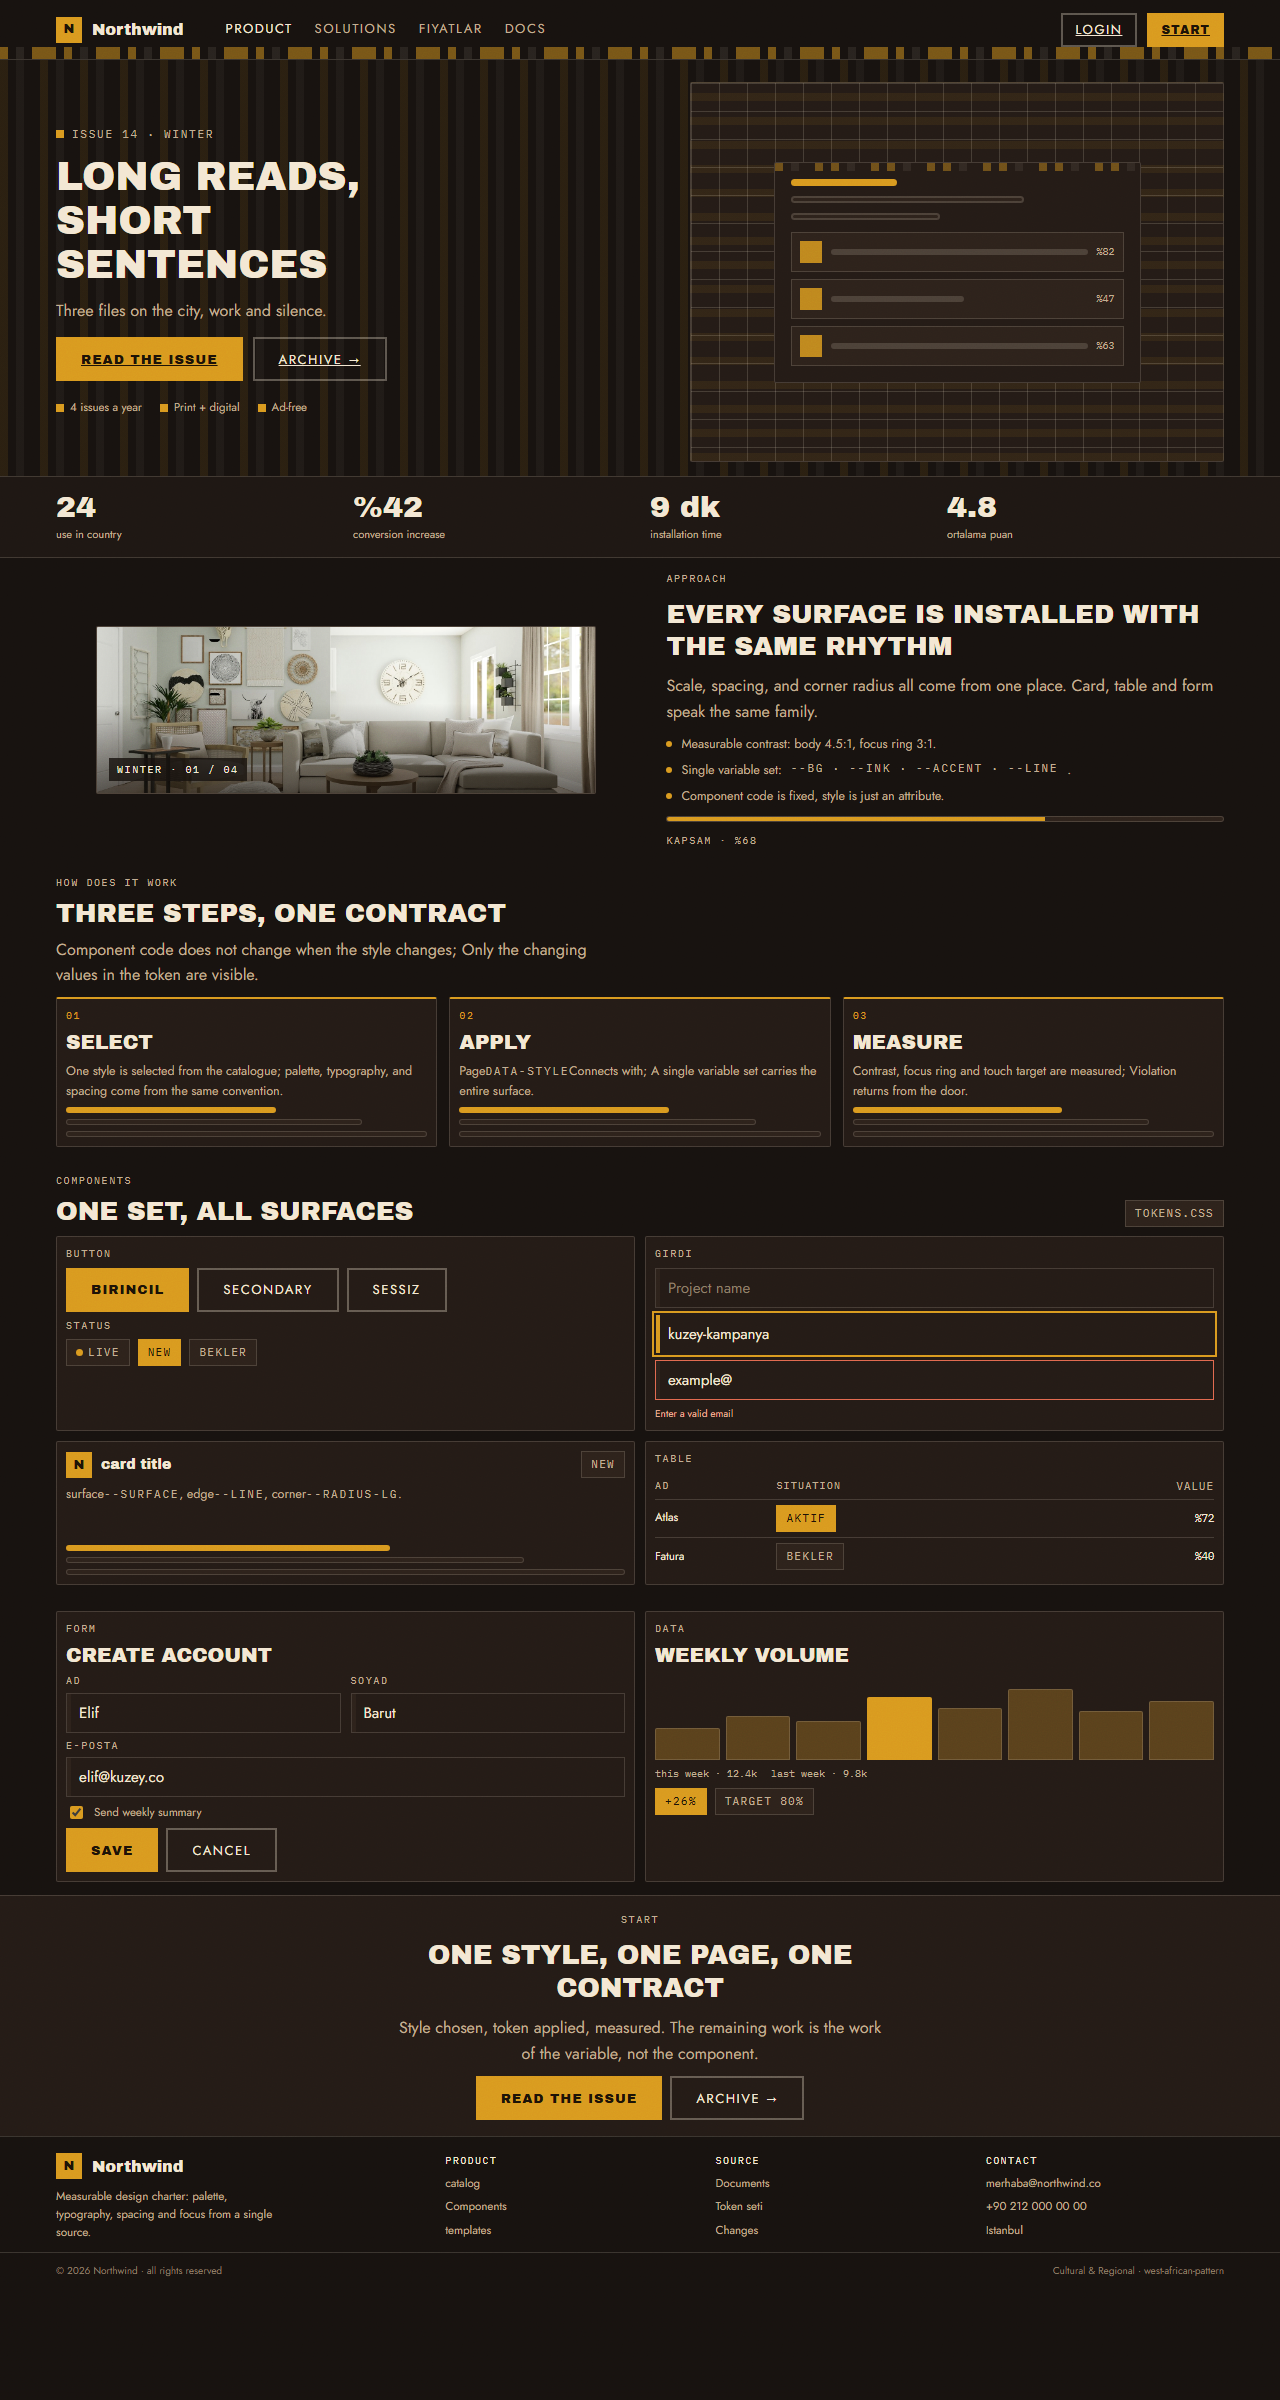 N Northwind PRODUCT SOLUTIONS FIYATLAR DOCS LOGIN START
ISSUE 14 · WINTER
LONG READS,
SHORT
SENTENCES
Three files on the city, work and silence.
READ THE ISSUE ARCHIVE →
4 issues a year Print + digital Ad-free
%82
%47
%63
24 %42 9 dk 4.8
use in country conversion increase installation time ortalama puan
WINTER · 01 / 04
APPROACH
EVERY SURFACE IS INSTALLED WITH
THE SAME RHYTHM
Scale, spacing, and corner radius all come from one place. Card, table and form
speak the same family.
Measurable contrast: body 4.5:1, focus ring 3:1.
Single variable set: --BG · --INK · --ACCENT · --LINE .
Component code is fixed, style is just an attribute.
KAPSAM · %68
HOW DOES IT WORK
THREE STEPS, ONE CONTRACT
Component code does not change when the style changes; Only the changing
values in the token are visible.
01
SELECT
One style is selected from the catalogue; palette, typography, and
spacing come from the same convention.
02
APPLY
PageDATA-STYLEConnects with; A single variable set carries the
entire surface.
03
MEASURE
Contrast, focus ring and touch target are measured; Violation
returns from the door.
COMPONENTS
ONE SET, ALL SURFACES
TOKENS.CSS
BUTTON
BIRINCIL SECONDARY SESSIZ
STATUS
LIVE NEW BEKLER
GIRDI
Project name
kuzey-kampanya
example@
Enter a valid email
N card title NEW
surface--SURFACE, edge--LINE, corner--RADIUS-LG.
TABLE
AD SITUATION VALUE
Atlas AKTIF %72
Fatura BEKLER %40
FORM
CREATE ACCOUNT
AD SOYAD
Elif Barut
E-POSTA
elif@kuzey.co
Send weekly summary
SAVE CANCEL
DATA
WEEKLY VOLUME
this week · 12.4k last week · 9.8k
+26% TARGET 80%
START
ONE STYLE, ONE PAGE, ONE
CONTRACT
Style chosen, token applied, measured. The remaining work is the work
of the variable, not the component.
READ THE ISSUE ARCHIVE →
N Northwind
Measurable design charter: palette,
typography, spacing and focus from a single
source.
PRODUCT
catalog
Components
templates
SOURCE
Documents
Token seti
Changes
CONTACT
merhaba@northwind.co
+90 212 000 00 00
Istanbul
© 2026 Northwind · all rights reserved Cultural & Regional · west-african-pattern